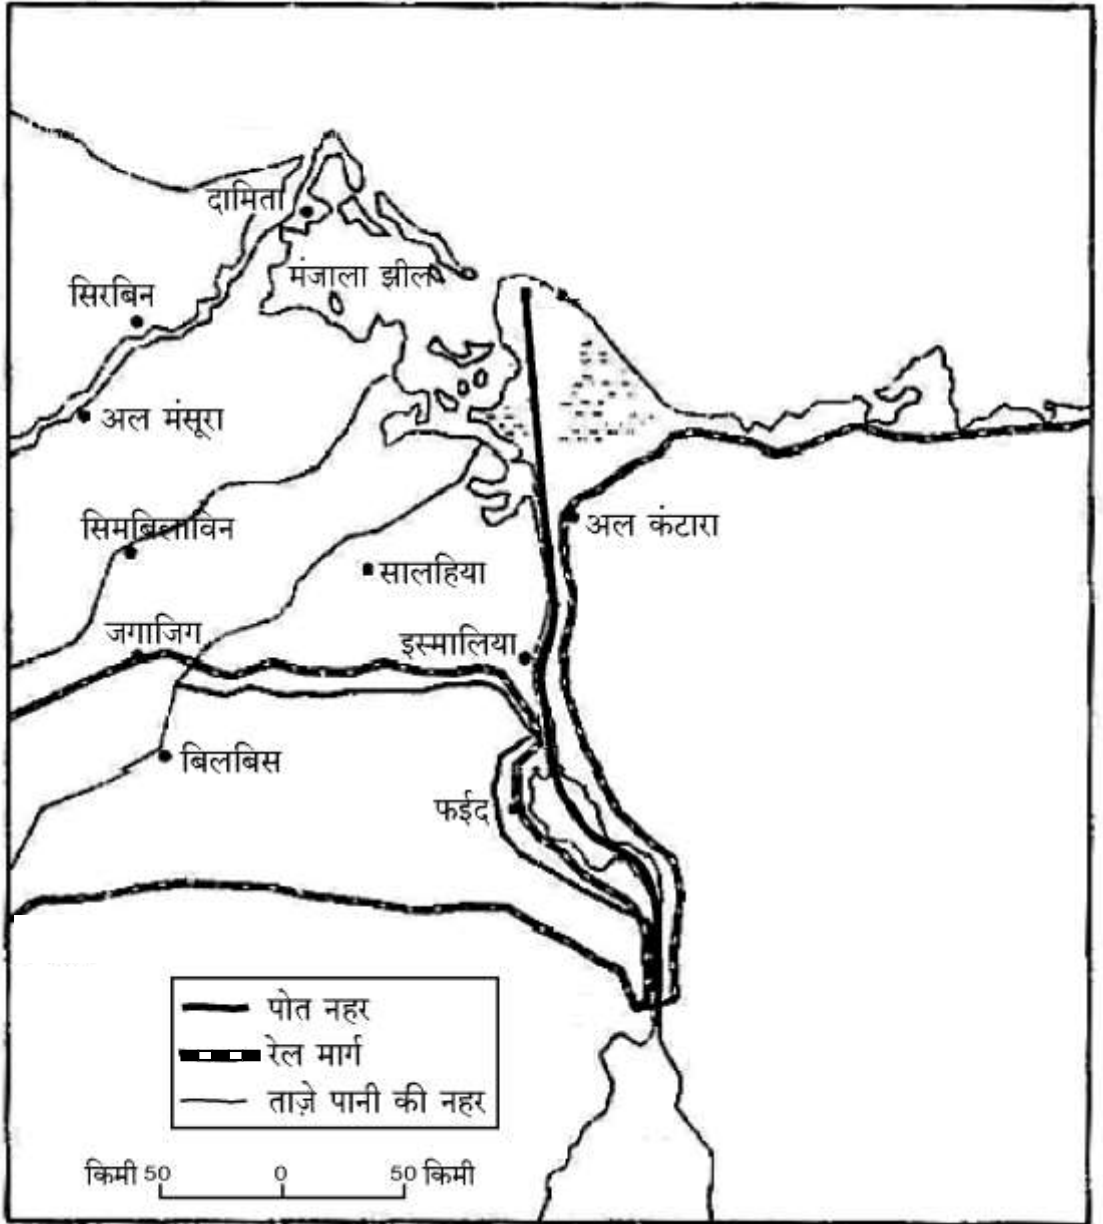 दामिता
मंजाला झील
सिरबिन
अल मंसूरा
सिमबिलाविन
अल कंटारा
सालहिया
जगाजिग
इस्मालिया
बिलबिस
फईद
पोत नहर
रेल मार्ग
ताज़े पानी की नहर
किमी 50 0 50 किमी